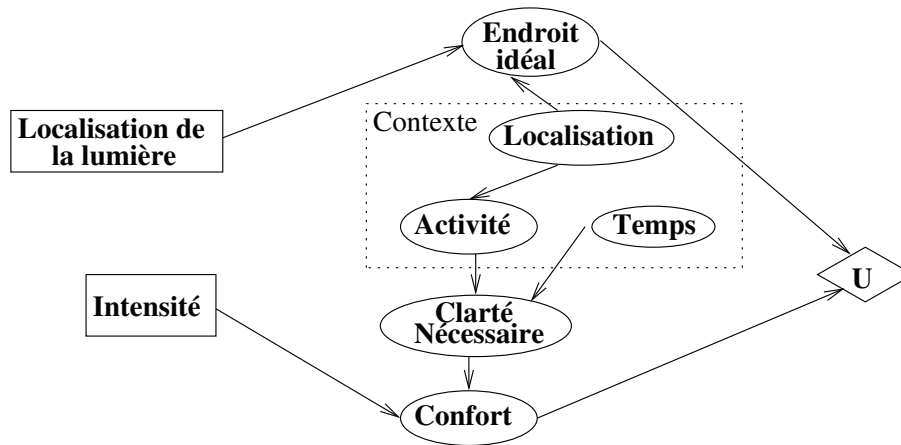 Endroit
idéal
Localisation de
la lumière
Contexte
Localisation
Activité
Temps
U
Intensité
Clarté
Nécessaire
Confort